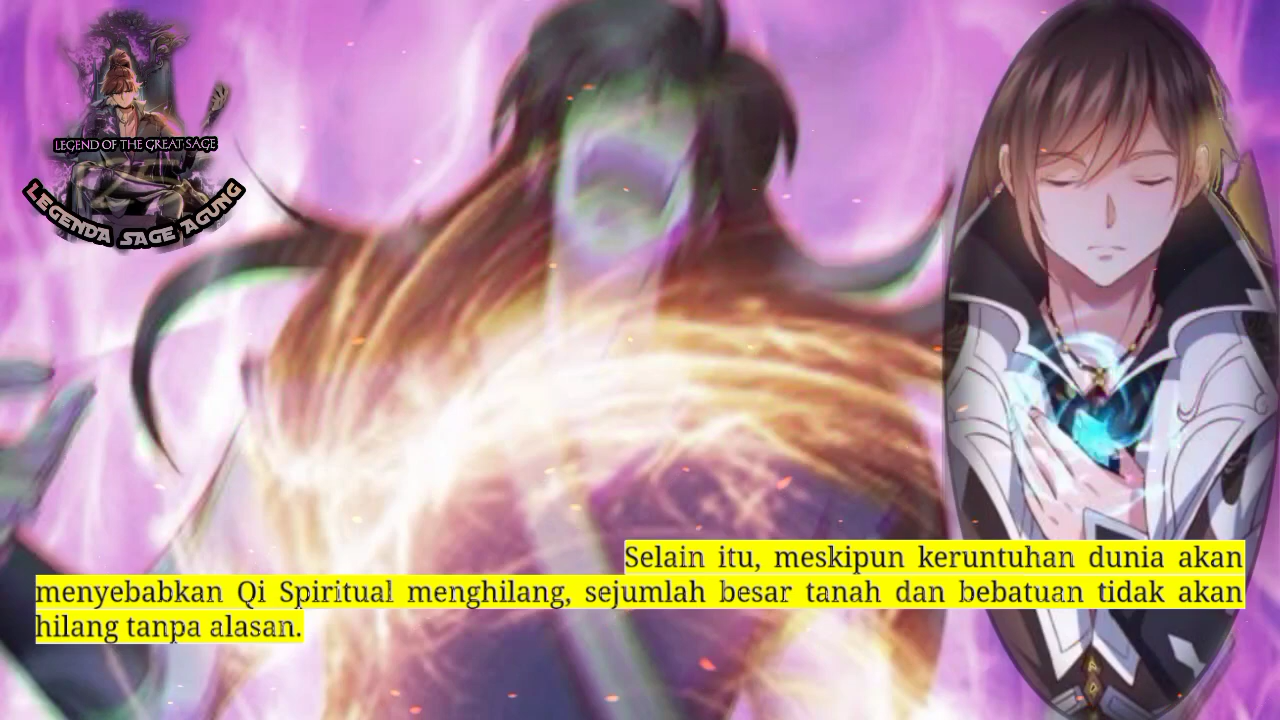 LEGEND OF THE GREAT SAGE
LEGENDA SAGE AGUNG
Selain itu, meskipun keruntuhan dunia akan
menyebabkan Qi Spiritual menghilang, sejumlah besar tanah dan bebatuan tidak akan
hilang tanpa alasan.